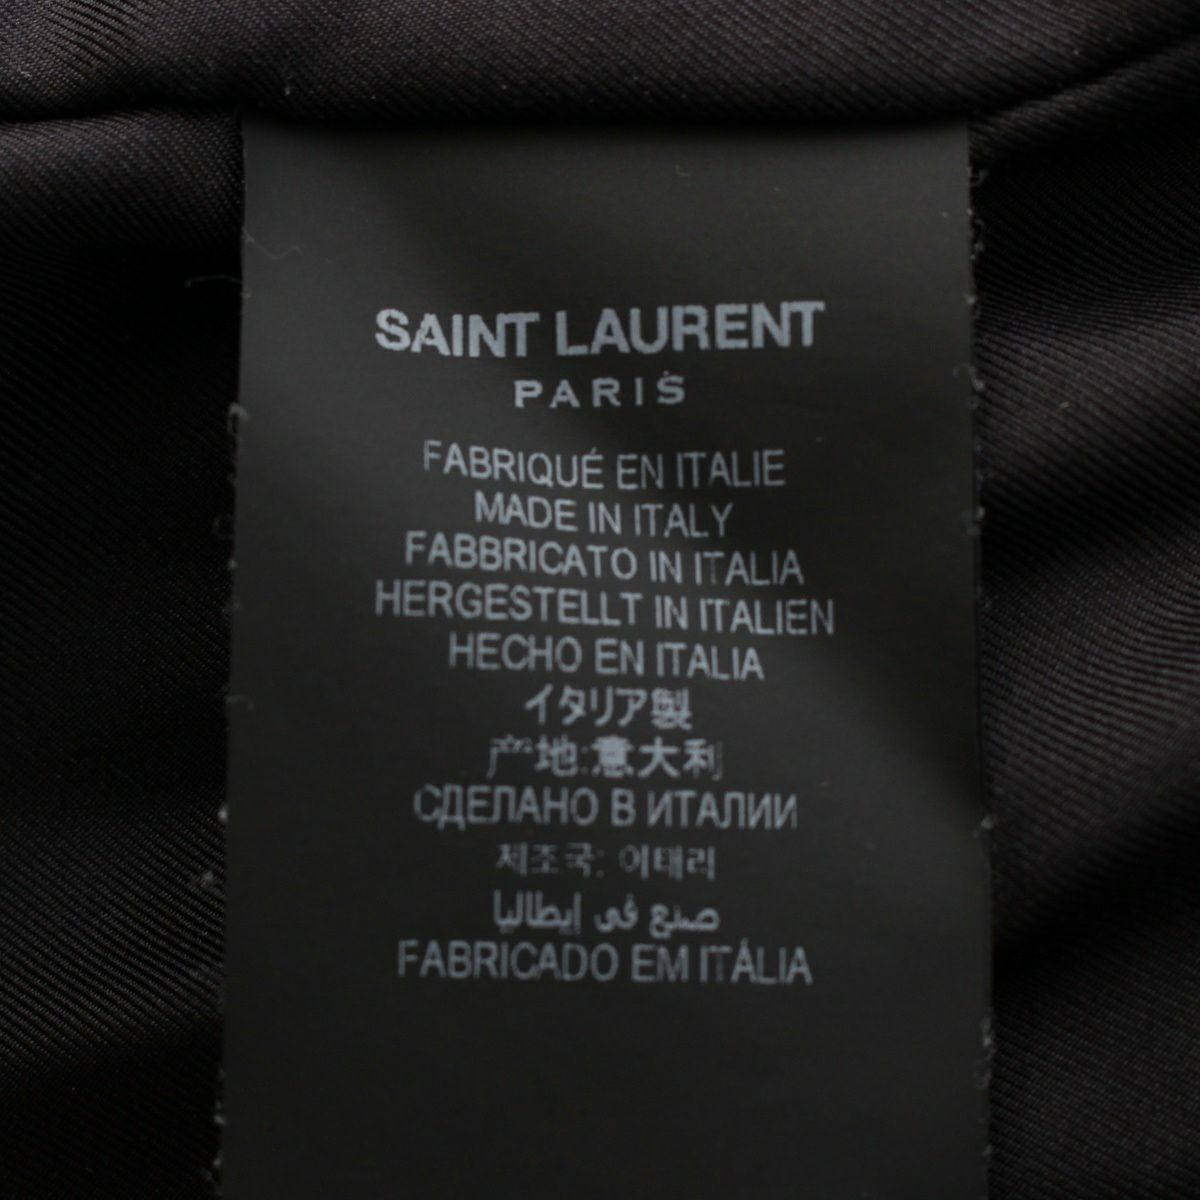 SAINT LAURENT
PARIS
FABRIQUÉ EN ITALIE
MADE IN ITALY
FABBRICATO IN ITALIA
HERGESTELLT IN ITALIEN
HECHO EN ITALIA
イタリア製
产地:意大利
СДЕЛАНО В ИТАЛИИ
제조국: 이태리
صنع فى إيطاليا
FABRICADO EM ITÁLIA